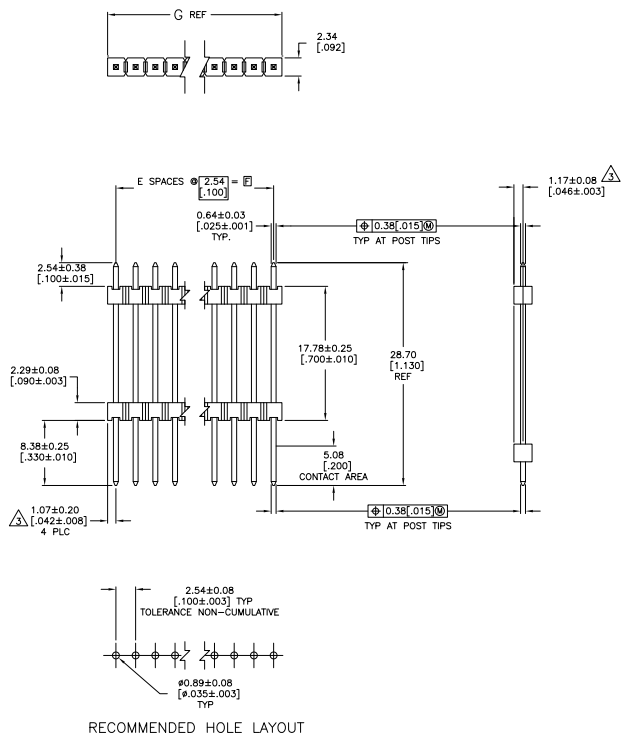 G REF
2.34
[.092]
E SPACES @ 2.54 = F
[.100]
1.17±0.08 3
[.046±.003]
0.64±0.03
[.025±.001]
TYP.
⌖ 0.38[.015]Ⓜ
TYP AT POST TIPS
2.54±0.38
[.100±.015]
17.78±0.25
[.700±.010]
28.70
[1.130]
REF
2.29±0.08
[.090±.003]
8.38±0.25
[.330±.010]
5.08
[.200]
CONTACT AREA
1.07±0.20
3 [.042±.008]
4 PLC
⌖ 0.38[.015]Ⓜ
TYP AT POST TIPS
2.54±0.08
[.100±.003] TYP
TOLERANCE NON-CUMULATIVE
ø0.89±0.08
[ø.035±.003]
TYP
RECOMMENDED HOLE LAYOUT